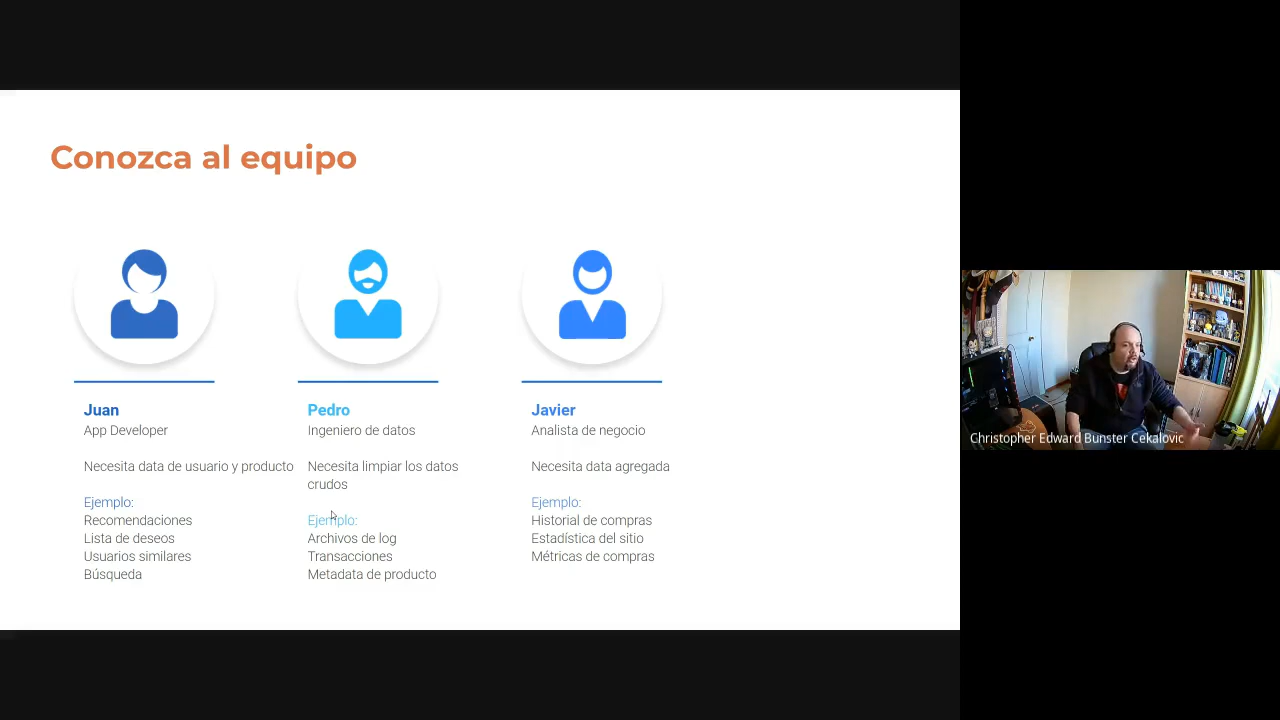 Conozca al equipo
Juan
App Developer
Necesita data de usuario y producto
Ejemplo:
Recomendaciones
Lista de deseos
Usuarios similares
Búsqueda
Pedro
Ingeniero de datos
Necesita limpiar los datos
crudos
Ejemplo:
Archivos de log
Transacciones
Metadata de producto
Javier
Analista de negocio
Necesita data agregada
Ejemplo:
Historial de compras
Estadística del sitio
Métricas de compras
Christopher Edward Bunster Cekalovic